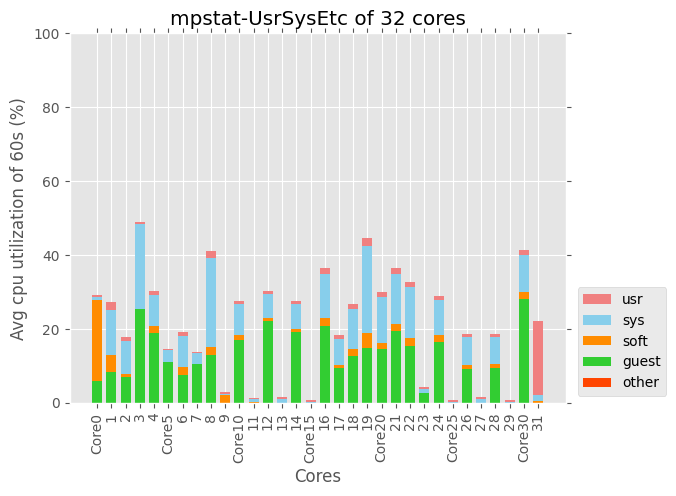 mpstat-UsrSysEtc of 32 cores
Avg cpu utilization of 60s (%)
100
80
60
40
20
0
Core0
1
2
3
4
Core5
6
7
8
9
Core10
11
12
13
14
Core15
16
17
18
19
Core20
21
22
23
24
Core25
26
27
28
29
Core30
31
Cores
usr
sys
soft
guest
other